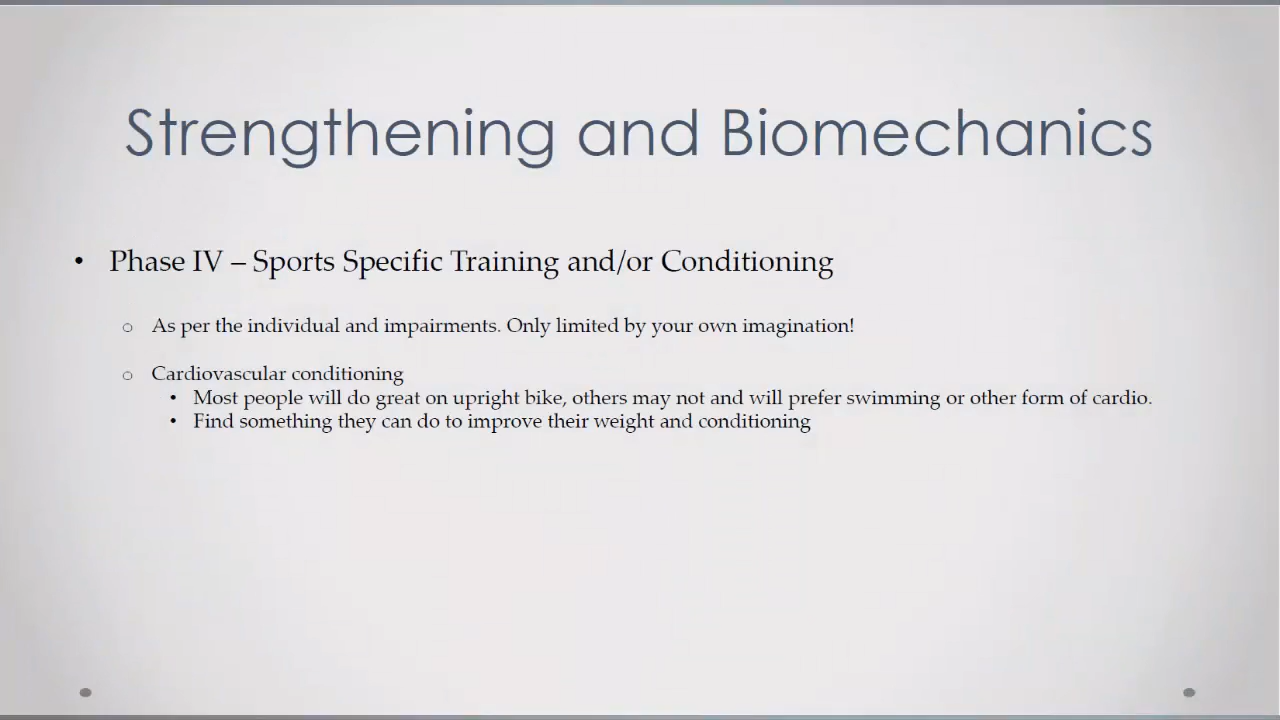 Strengthening and Biomechanics
• Phase IV – Sports Specific Training and/or Conditioning
o As per the individual and impairments. Only limited by your own imagination!
o Cardiovascular conditioning
• Most people will do great on upright bike, others may not and will prefer swimming or other form of cardio.
• Find something they can do to improve their weight and conditioning